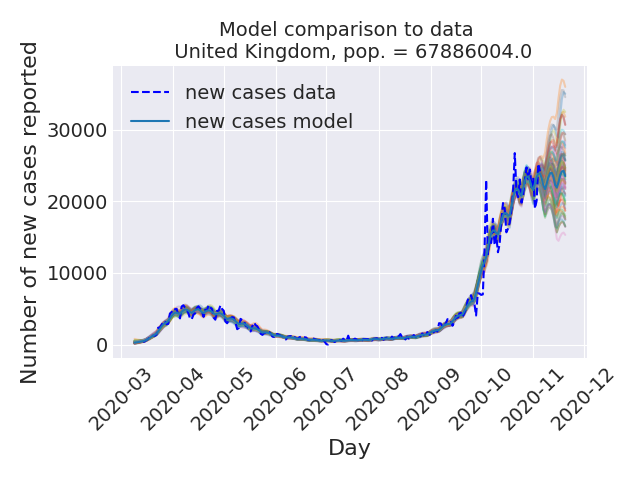 Model comparison to data
United Kingdom, pop. = 67886004.0
new cases data
new cases model
Number of new cases reported
30000
20000
10000
0
2020-03
2020-04
2020-05
2020-06
2020-07
2020-08
2020-09
2020-10
2020-11
2020-12
Day